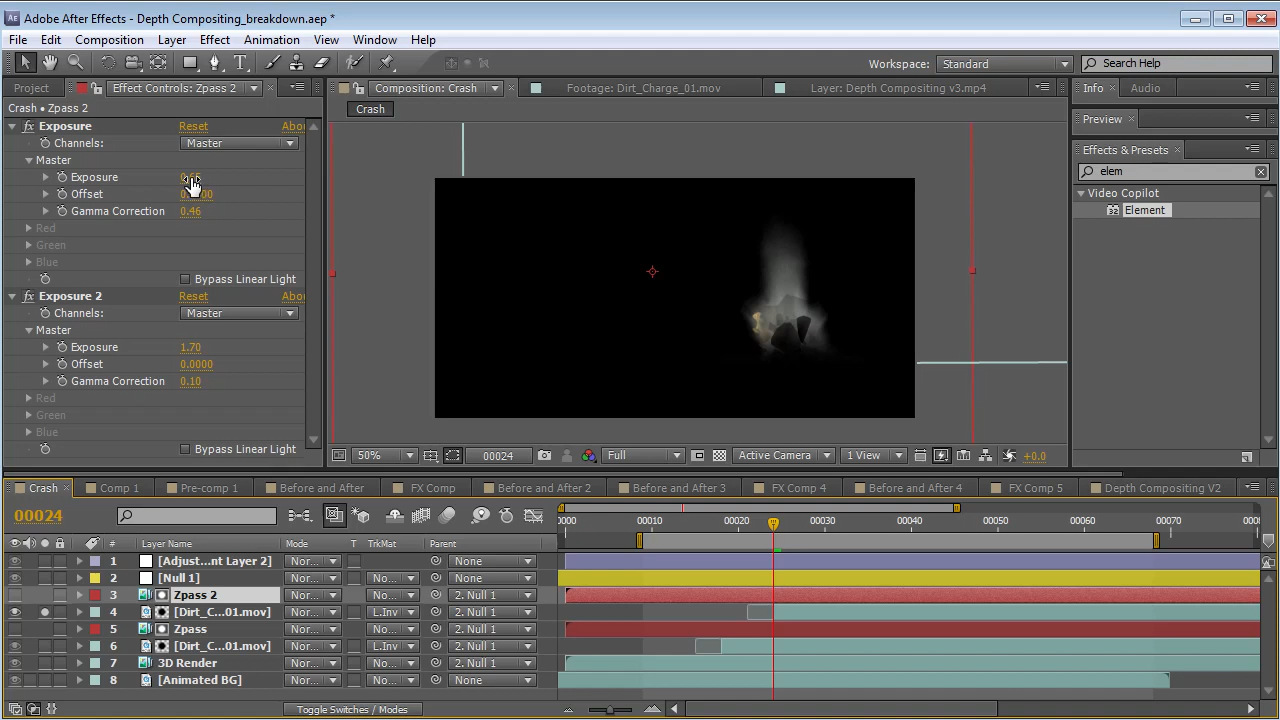 Adobe After Effects - Depth Compositing_breakdown.aep *
File Edit Composition Layer Effect Animation View Window Help
Workspace: Standard Search Help
Project Effect Controls: Zpass 2 Composition: Crash Footage: Dirt_Charge_01.mov Layer: Depth Compositing v3.mp4 Info Audio
Crash • Zpass 2 Crash
Exposure Reset Abo
Channels: Master
Master
Exposure
Offset
Gamma Correction 0.46
Red
Green
Blue
Bypass Linear Light
Exposure 2 Reset Abo
Channels: Master
Master
Exposure 1.70
Offset 0.0000
Gamma Correction 0.10
Red
Green
Blue
Bypass Linear Light
Preview
Effects & Presets
elem
Video Copilot
32 Element
50% 00024 Full Active Camera 1 View +0.0
Crash Comp 1 Pre-comp 1 Before and After FX Comp Before and After 2 Before and After 3 FX Comp 4 Before and After 4 FX Comp 5 Depth Compositing V2
00024 0000 00010 00020 00030 00040 00050 00060 00070 0008
# Layer Name Mode T TrkMat Parent
1 [Adjust...nt Layer 2] Nor... None
2 [Null 1] Nor... No... None
3 Zpass 2 Nor... No... 2. Null 1
4 [Dirt_C...01.mov] Nor... L.Inv 2. Null 1
5 Zpass Nor... No... 2. Null 1
6 [Dirt_C...01.mov] Nor... L.Inv 2. Null 1
7 3D Render Nor... No... 2. Null 1
8 [Animated BG] Nor... No... None
Toggle Switches / Modes